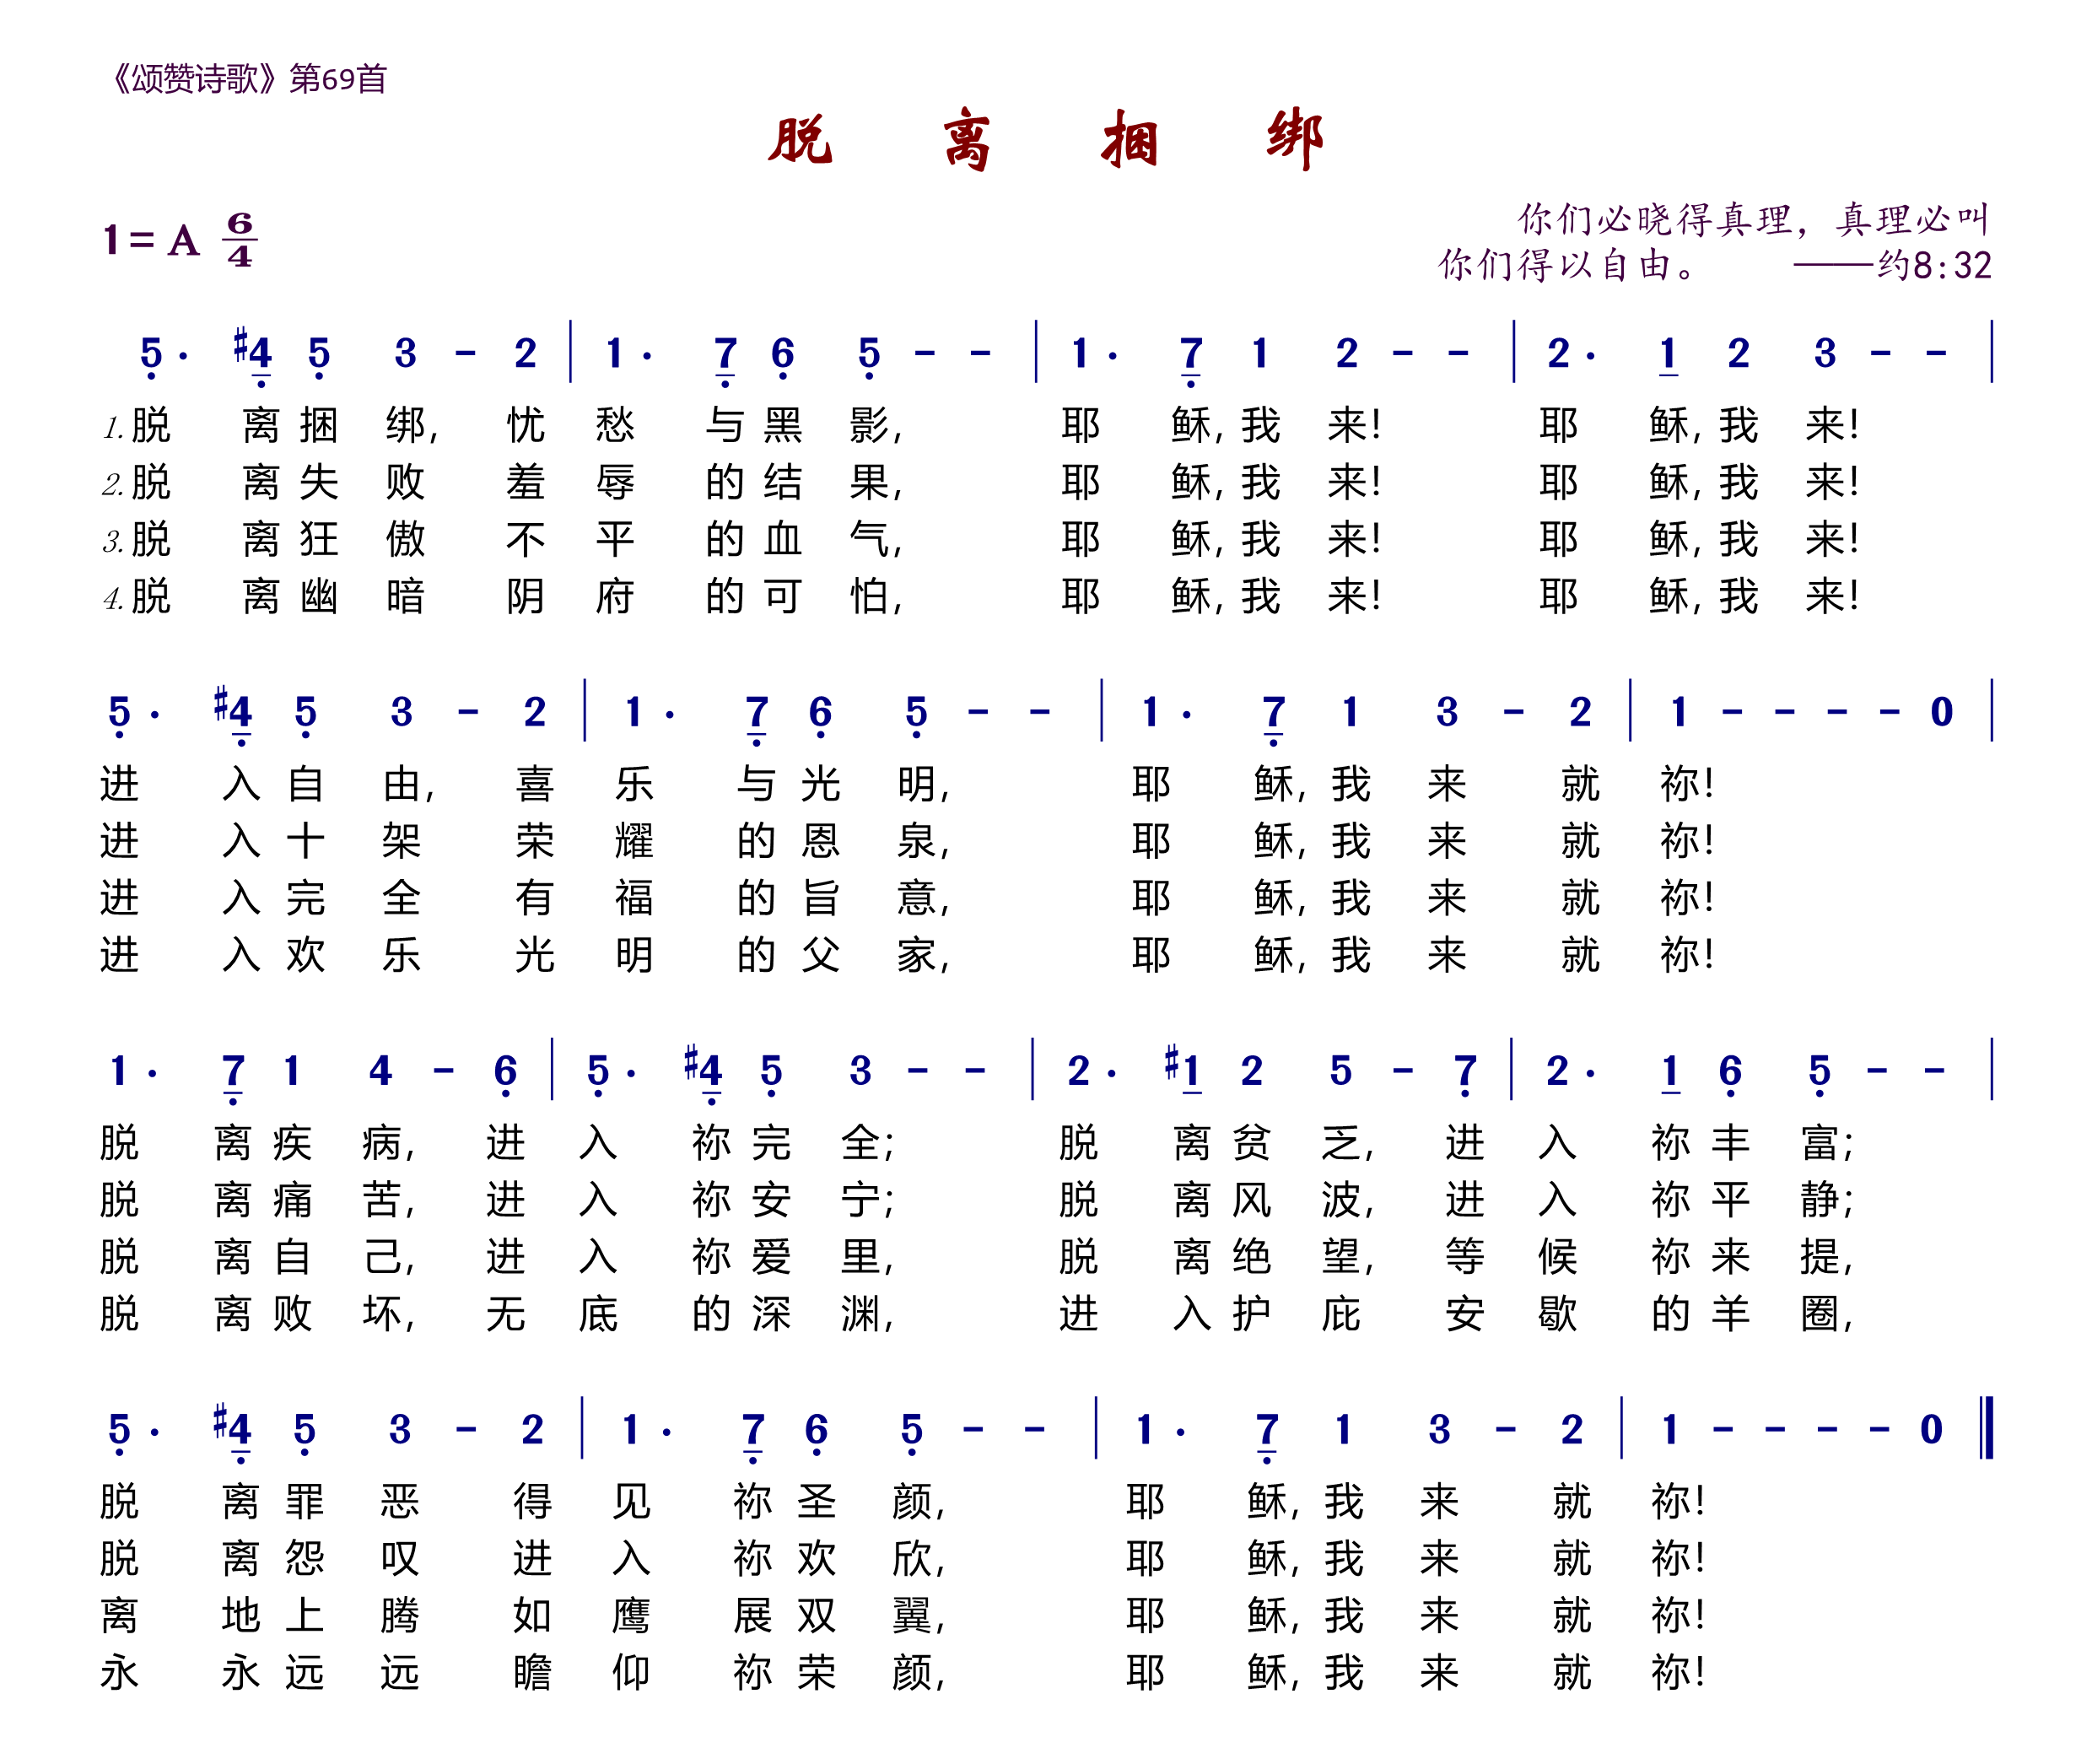 《颂赞诗歌》第69首
脱 离 捆 绑
1=A 6/4
你们必晓得真理，真理必叫
你们得以自由。 ——约8:32
5̣ · #4̣ 5̣ 3 - 2 | 1 · 7̣ 6̣ 5̣ - - | 1 · 7̣ 1 2 - - | 2 · 1 2 3 - - |
1.脱 离 捆 绑, 忧 愁 与 黑 影, 耶 稣, 我 来! 耶 稣, 我 来!
2.脱 离 失 败 羞 辱 的 结 果, 耶 稣, 我 来! 耶 稣, 我 来!
3.脱 离 狂 傲 不 平 的 血 气, 耶 稣, 我 来! 耶 稣, 我 来!
4.脱 离 幽 暗 阴 府 的 可 怕, 耶 稣, 我 来! 耶 稣, 我 来!
5̣ · #4̣ 5̣ 3 - 2 | 1 · 7̣ 6̣ 5̣ - - | 1 · 7̣ 1 3 - 2 | 1 - - - - 0 |
进 入 自 由, 喜 乐 与 光 明, 耶 稣, 我 来 就 祢!
进 入 十 架 荣 耀 的 恩 泉, 耶 稣, 我 来 就 祢!
进 入 完 全 有 福 的 旨 意, 耶 稣, 我 来 就 祢!
进 入 欢 乐 光 明 的 父 家, 耶 稣, 我 来 就 祢!
1 · 7̣ 1 4 - 6̣ | 5̣ · #4̣ 5̣ 3 - - | 2 · #1 2 5 - 7̣ | 2 · 1 6̣ 5̣ - - |
脱 离 疾 病, 进 入 祢 完 全; 脱 离 贫 乏, 进 入 祢 丰 富;
脱 离 痛 苦, 进 入 祢 安 宁; 脱 离 风 波, 进 入 祢 平 静;
脱 离 自 己, 进 入 祢 爱 里, 脱 离 绝 望, 等 候 祢 来 提,
脱 离 败 坏, 无 底 的 深 渊, 进 入 护 庇 安 歇 的 羊 圈,
5̣ · #4̣ 5̣ 3 - 2 | 1 · 7̣ 6̣ 5̣ - - | 1 · 7̣ 1 3 - 2 | 1 - - - - 0 ‖
脱 离 罪 恶 得 见 祢 圣 颜, 耶 稣, 我 来 就 祢!
脱 离 怨 叹 进 入 祢 欢 欣, 耶 稣, 我 来 就 祢!
离 地 上 腾 如 鹰 展 双 翼, 耶 稣, 我 来 就 祢!
永 永 远 远 瞻 仰 祢 荣 颜, 耶 稣, 我 来 就 祢!